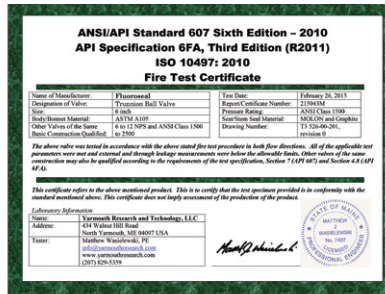 ANSI/API Standard 607 Sixth Edition – 2010
API Specification 6FA, Third Edition (R2011)
ISO 10497: 2010
Fire Test Certificate
Name of Manufacturer: Fluoroseal Test Date: February 26, 2015
Designation of Valve: Trunnion Ball Valve Report/Certificate Number: 215043M
Size: 6 inch Pressure Rating: ANSI Class 1500
Body/Bonnet Material: ASTM A105 Seat/Stem Seal Material: MOLON and Graphite
Other Valves of the Same 6 to 12 NPS and ANSI Class 1500 Drawing Number: T3 526-00-201,
Basic Construction Qualified: to 2500 revision 0
The above valve was tested in accordance with the above stated fire test procedure in both flow directions. All of the applicable test
parameters were met and external and through leakage measurements were below the allowable limits. Other valves of the same
construction may also be qualified according to the requirements of the test specification, Section 7 (API 607) and Section 4.8 (API
6FA).
This certificate refers to the above mentioned product. This is to certify that the test specimen provided is in conformity with the
standard mentioned above. This certificate does not imply assessment of the production of the product.
Laboratory Information
Name: Yarmouth Research and Technology, LLC
Address: 434 Walnut Hill Road
North Yarmouth, ME 04097 USA
Tester: Matthew Wasielewski, PE
info@yarmouthresearch.com
www.yarmouthresearch.com
(207) 829-5359
STATE OF MAINE
MATTHEW
J.
WASIELEWSKI
No. 7487
LICENSED
PROFESSIONAL ENGINEER